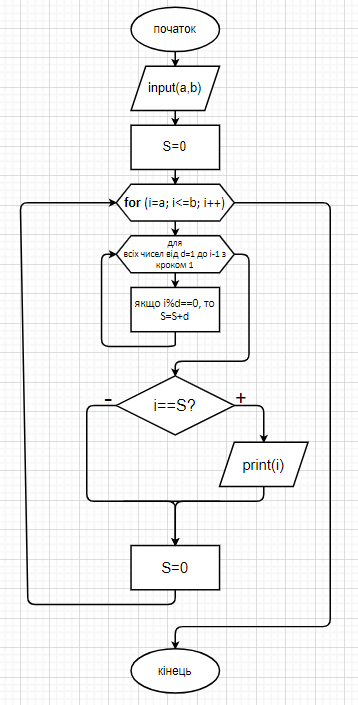 початок
input(a,b)
S=0
for (i=a; i<=b; i++)
для
всіх чисел від d=1 до i-1 з
кроком 1
якщо i%d==0, то
S=S+d
i==S?
-
+
print(i)
S=0
кінець